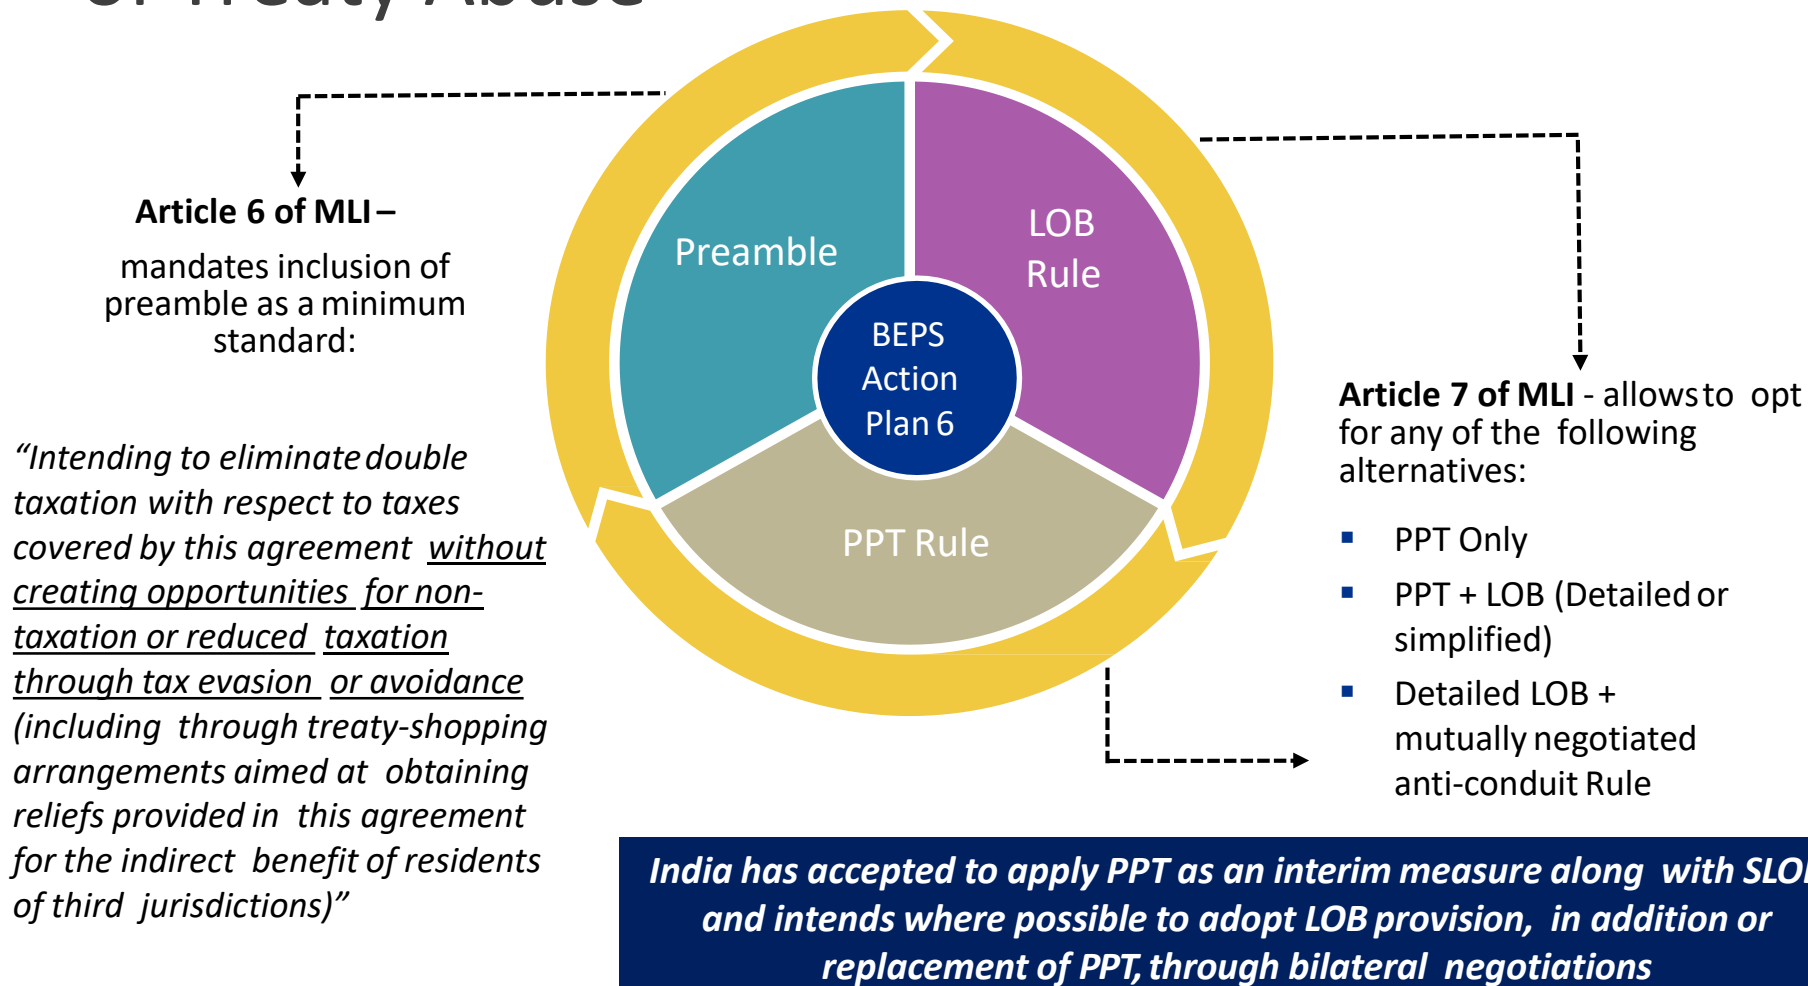 of Treaty Abuse
Article 6 of MLI –
mandates inclusion of
preamble as a minimum
standard:
“Intending to eliminate double
taxation with respect to taxes
covered by this agreement without
creating opportunities for non-
taxation or reduced taxation
through tax evasion or avoidance
(including through treaty-shopping
arrangements aimed at obtaining
reliefs provided in this agreement
for the indirect benefit of residents
of third jurisdictions)”
Preamble
LOB
Rule
BEPS
Action
Plan 6
PPT Rule
Article 7 of MLI - allows to opt
for any of the following
alternatives:
▪ PPT Only
▪ PPT + LOB (Detailed or
simplified)
▪ Detailed LOB +
mutually negotiated
anti-conduit Rule
India has accepted to apply PPT as an interim measure along with SLOB
and intends where possible to adopt LOB provision, in addition or
replacement of PPT, through bilateral negotiations